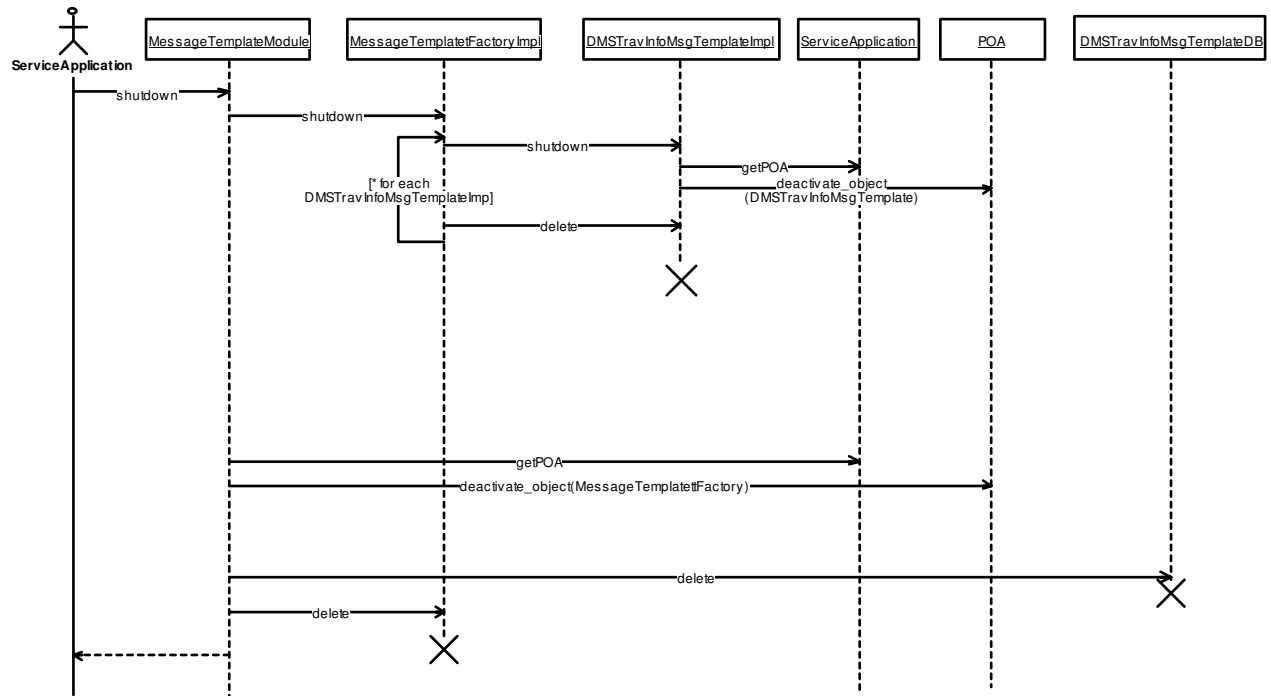 ServiceApplication
MessageTemplateModule
MessageTemplatetFactoryImpl
DMSTravInfoMsgTemplateImpl
ServiceApplication
POA
DMSTravInfoMsgTemplateDB
shutdown
shutdown
shutdown
getPOA
[* for each
DMSTravInfoMsgTemplateImp]
deactivate_object
(DMSTravInfoMsgTemplate)
delete
getPOA
deactivate_object(MessageTemplatettFactory)
delete
delete